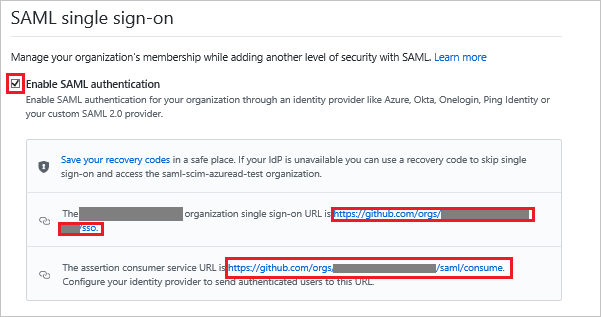 SAML single sign-on
Manage your organization's membership while adding another level of security with SAML. Learn more
Enable SAML authentication
Enable SAML authentication for your organization through an identity provider like Azure, Okta, Onelogin, Ping Identity or
your custom SAML 2.0 provider.
Save your recovery codes in a safe place. If your IdP is unavailable you can use a recovery code to skip single
sign-on and access the saml-scim-azuread-test organization.
The organization single sign-on URL is https://github.com/orgs/
/sso.
The assertion consumer service URL is https://github.com/orgs/ /saml/consume.
Configure your identity provider to send authenticated users to this URL.